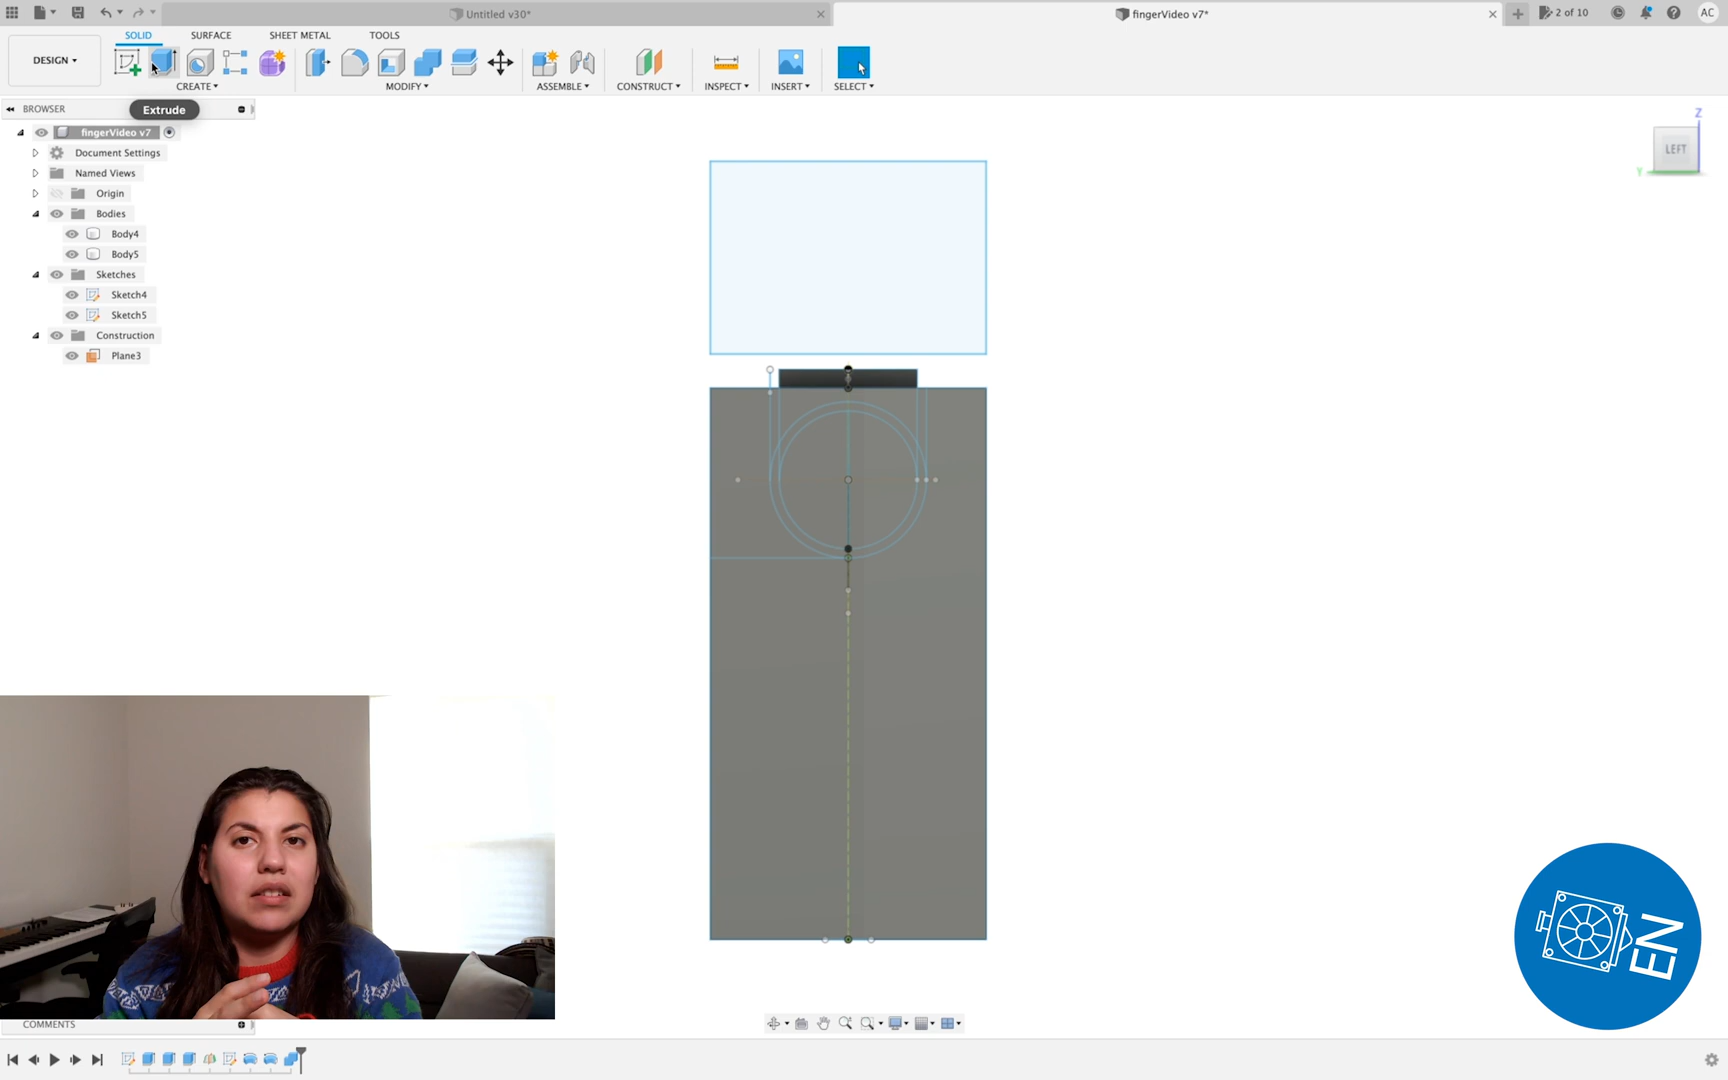 Untitled v30*
fingerVideo v7*
2 of 10
AC
DESIGN
SOLID
SURFACE
SHEET METAL
TOOLS
CREATE
MODIFY
ASSEMBLE
CONSTRUCT
INSPECT
INSERT
SELECT
BROWSER
Extrude
fingerVideo v7
Document Settings
Named Views
Origin
Bodies
Body4
Body5
Sketches
Sketch4
Sketch5
Construction
Plane3
Z
LEFT
Y
EN
COMMENTS